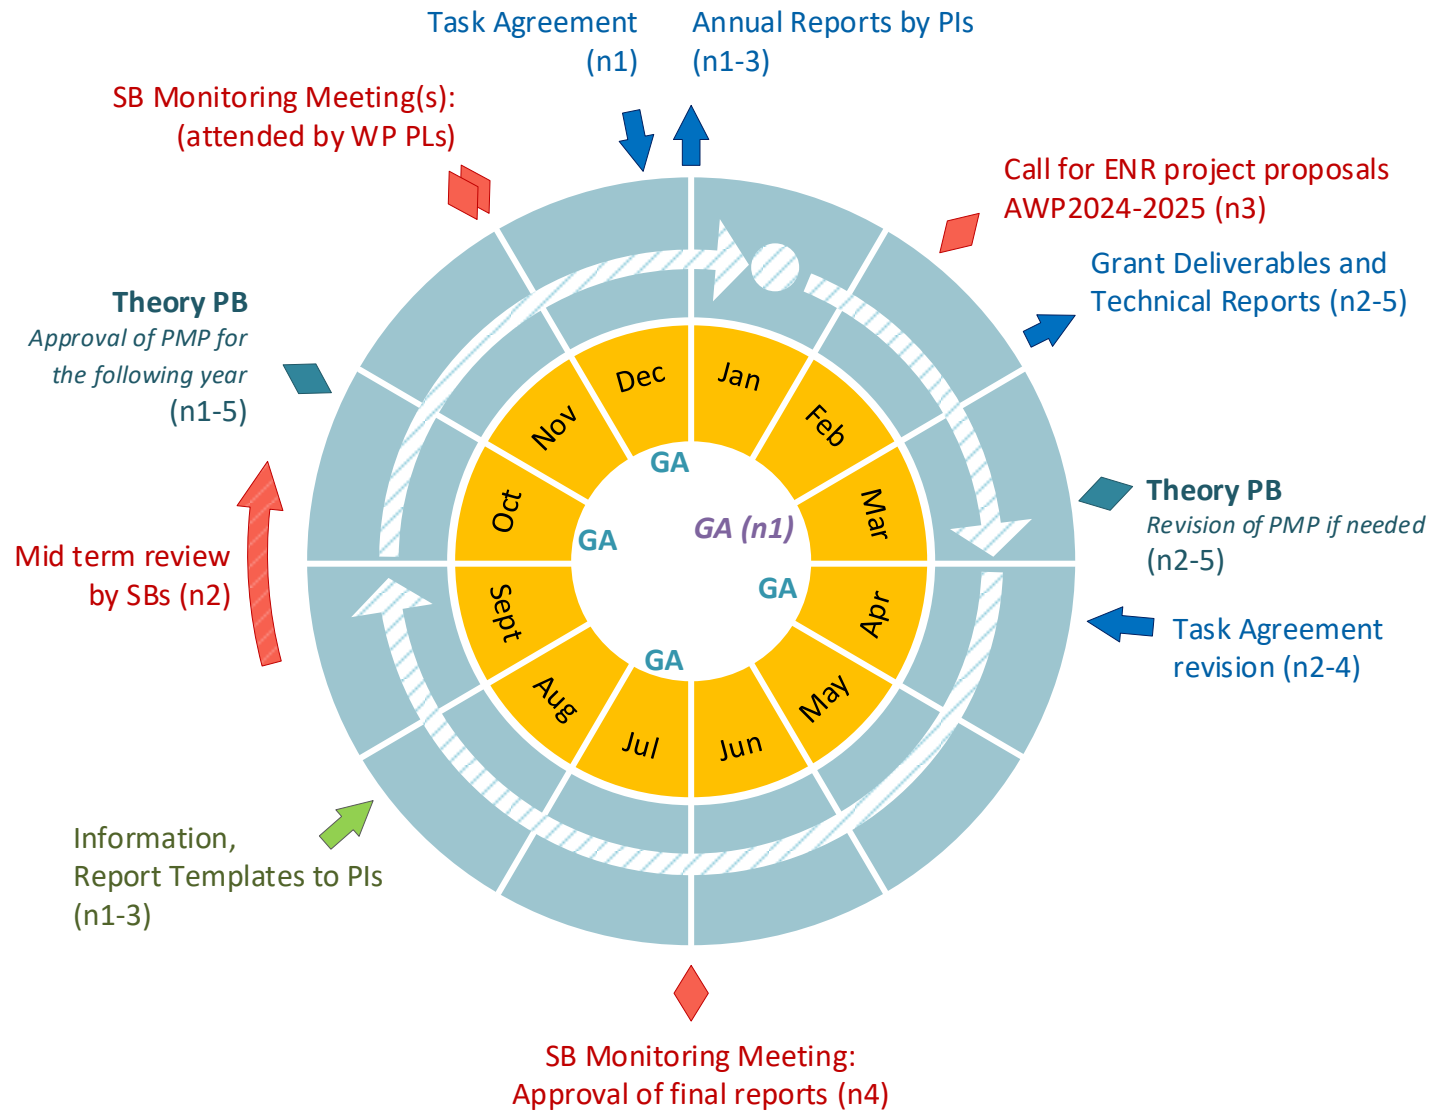 Task Agreement
(n1)
Annual Reports by PIs
(n1-3)
SB Monitoring Meeting(s):
(attended by WP PLs)
Call for ENR project proposals
AWP2024-2025 (n3)
Grant Deliverables and
Technical Reports (n2-5)
Theory PB
Approval of PMP for
the following year
(n1-5)
Theory PB
Revision of PMP if needed
(n2-5)
Mid term review
by SBs (n2)
Task Agreement
revision (n2-4)
Information,
Report Templates to PIs
(n1-3)
SB Monitoring Meeting:
Approval of final reports (n4)
Jan
Feb
Mar
Apr
May
Jun
Jul
Aug
Sept
Oct
Nov
Dec
GA
GA (n1)
GA
GA
GA